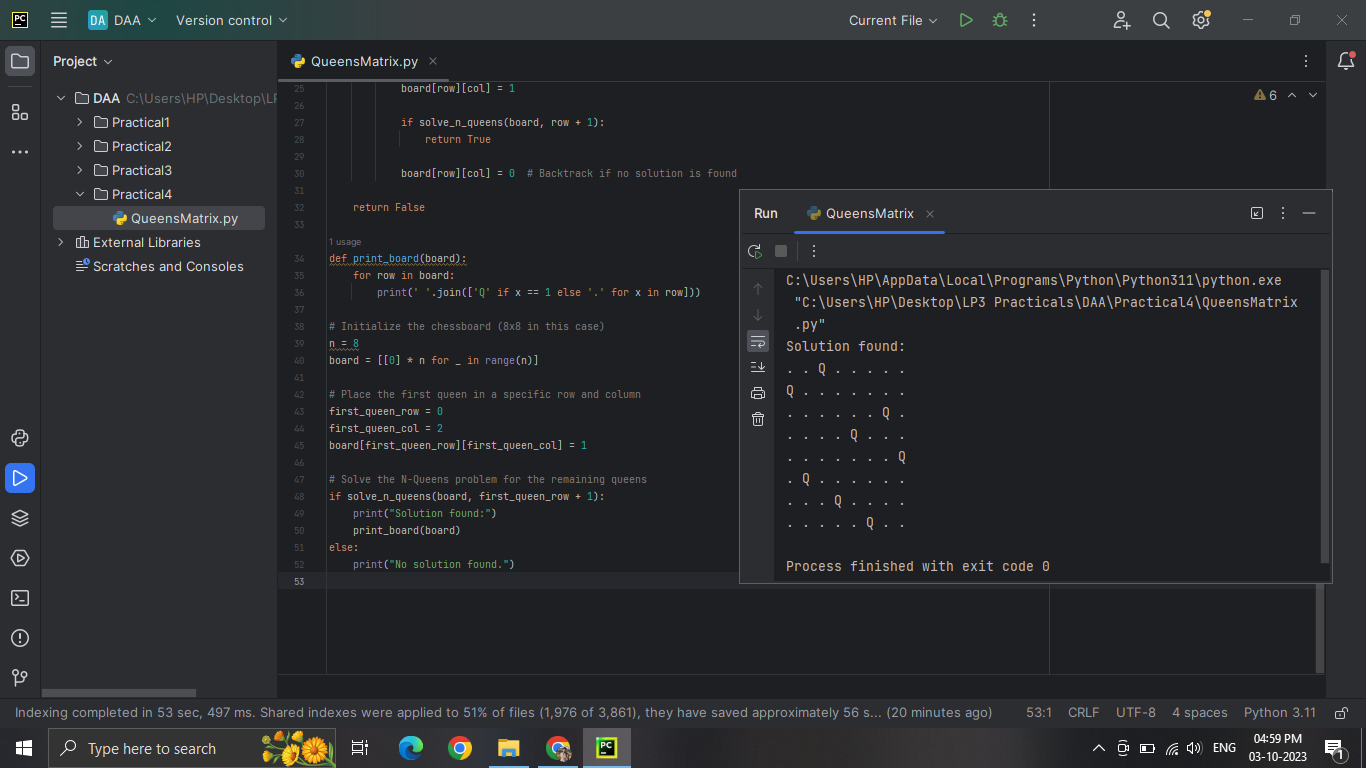 PC
DA DAA
Version control
Current File
Project
QueensMatrix.py
DAA C:\Users\HP\Desktop\LP
Practical1
Practical2
Practical3
Practical4
QueensMatrix.py
External Libraries
Scratches and Consoles
6
25 board[row][col] = 1
26
27 if solve_n_queens(board, row + 1):
28 return True
29
30 board[row][col] = 0 # Backtrack if no solution is found
31
32 return False
33
1 usage
34 def print_board(board):
35 for row in board:
36 print(' '.join(['Q' if x == 1 else '.' for x in row]))
37
38 # Initialize the chessboard (8x8 in this case)
39 n = 8
40 board = [[0] * n for _ in range(n)]
41
42 # Place the first queen in a specific row and column
43 first_queen_row = 0
44 first_queen_col = 2
45 board[first_queen_row][first_queen_col] = 1
46
47 # Solve the N-Queens problem for the remaining queens
48 if solve_n_queens(board, first_queen_row + 1):
49 print("Solution found:")
50 print_board(board)
51 else:
52 print("No solution found.")
53
Run QueensMatrix
C:\Users\HP\AppData\Local\Programs\Python\Python311\python.exe
"C:\Users\HP\Desktop\LP3 Practicals\DAA\Practical4\QueensMatrix
.py"
Solution found:
. . Q . . . . .
Q . . . . . . .
. . . . . . Q .
. . . . Q . . .
. . . . . . . Q
. Q . . . . . .
. . . Q . . . .
. . . . . Q . .
Process finished with exit code 0
Indexing completed in 53 sec, 497 ms. Shared indexes were applied to 51% of files (1,976 of 3,861), they have saved approximately 56 s... (20 minutes ago)
53:1 CRLF UTF-8 4 spaces Python 3.11
Type here to search
PC
ENG
04:59 PM
03-10-2023
1